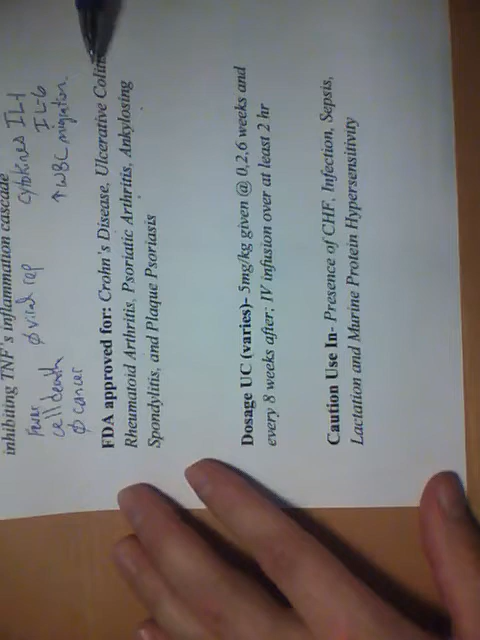 inhibiting TNF's inflammation cascade
Fever
cell death
Ø cancer
Ø viral rep
cytokines IL-1
IL-6
↑ WBC migration
FDA approved for: Crohn's Disease, Ulcerative Colitis
Rheumatoid Arthritis, Psoriatic Arthritis, Ankylosing
Spondylitis, and Plaque Psoriasis
Dosage UC (varies)- 5mg/kg given @ 0,2,6 weeks and
every 8 weeks after; IV infusion over at least 2 hr
Caution Use In- Presence of CHF, Infection, Sepsis,
Lactation and Murine Protein Hypersensitivity